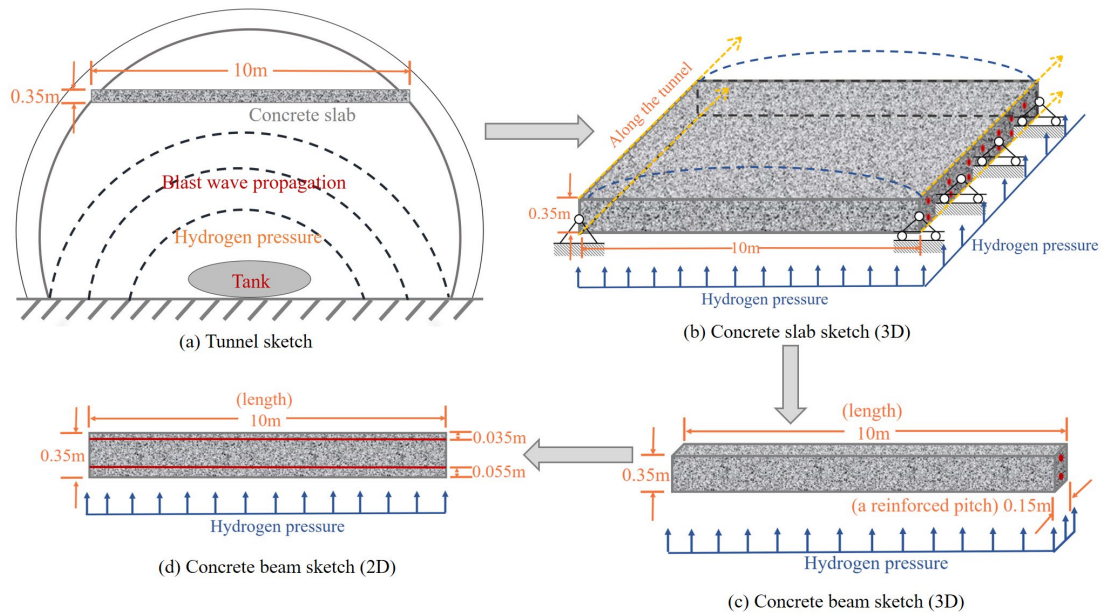 10m
0.35m
Concrete slab
Blast wave propagation
Hydrogen pressure
Tank
(a) Tunnel sketch
Along the tunnel
0.35m
10m
Hydrogen pressure
Hydrogen pressure
(b) Concrete slab sketch (3D)
(length)
10m
0.35m
0.035m
0.055m
Hydrogen pressure
(d) Concrete beam sketch (2D)
(length)
10m
0.35m
(a reinforced pitch) 0.15m
Hydrogen pressure
(c) Concrete beam sketch (3D)